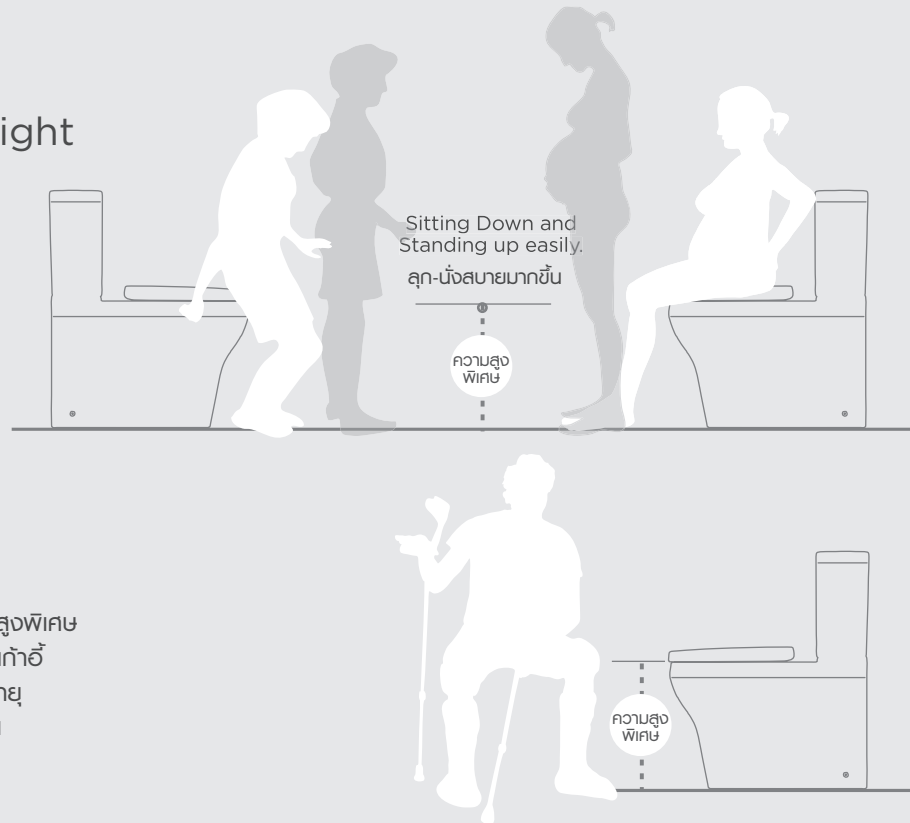 ight
Sitting Down and
Standing up easily.
ลุก-นั่งสบายมากขึ้น
ความสูง
พิเศษ
สูงพิเศษ
เก้าอี้
ายุ
ความสูง
พิเศษ